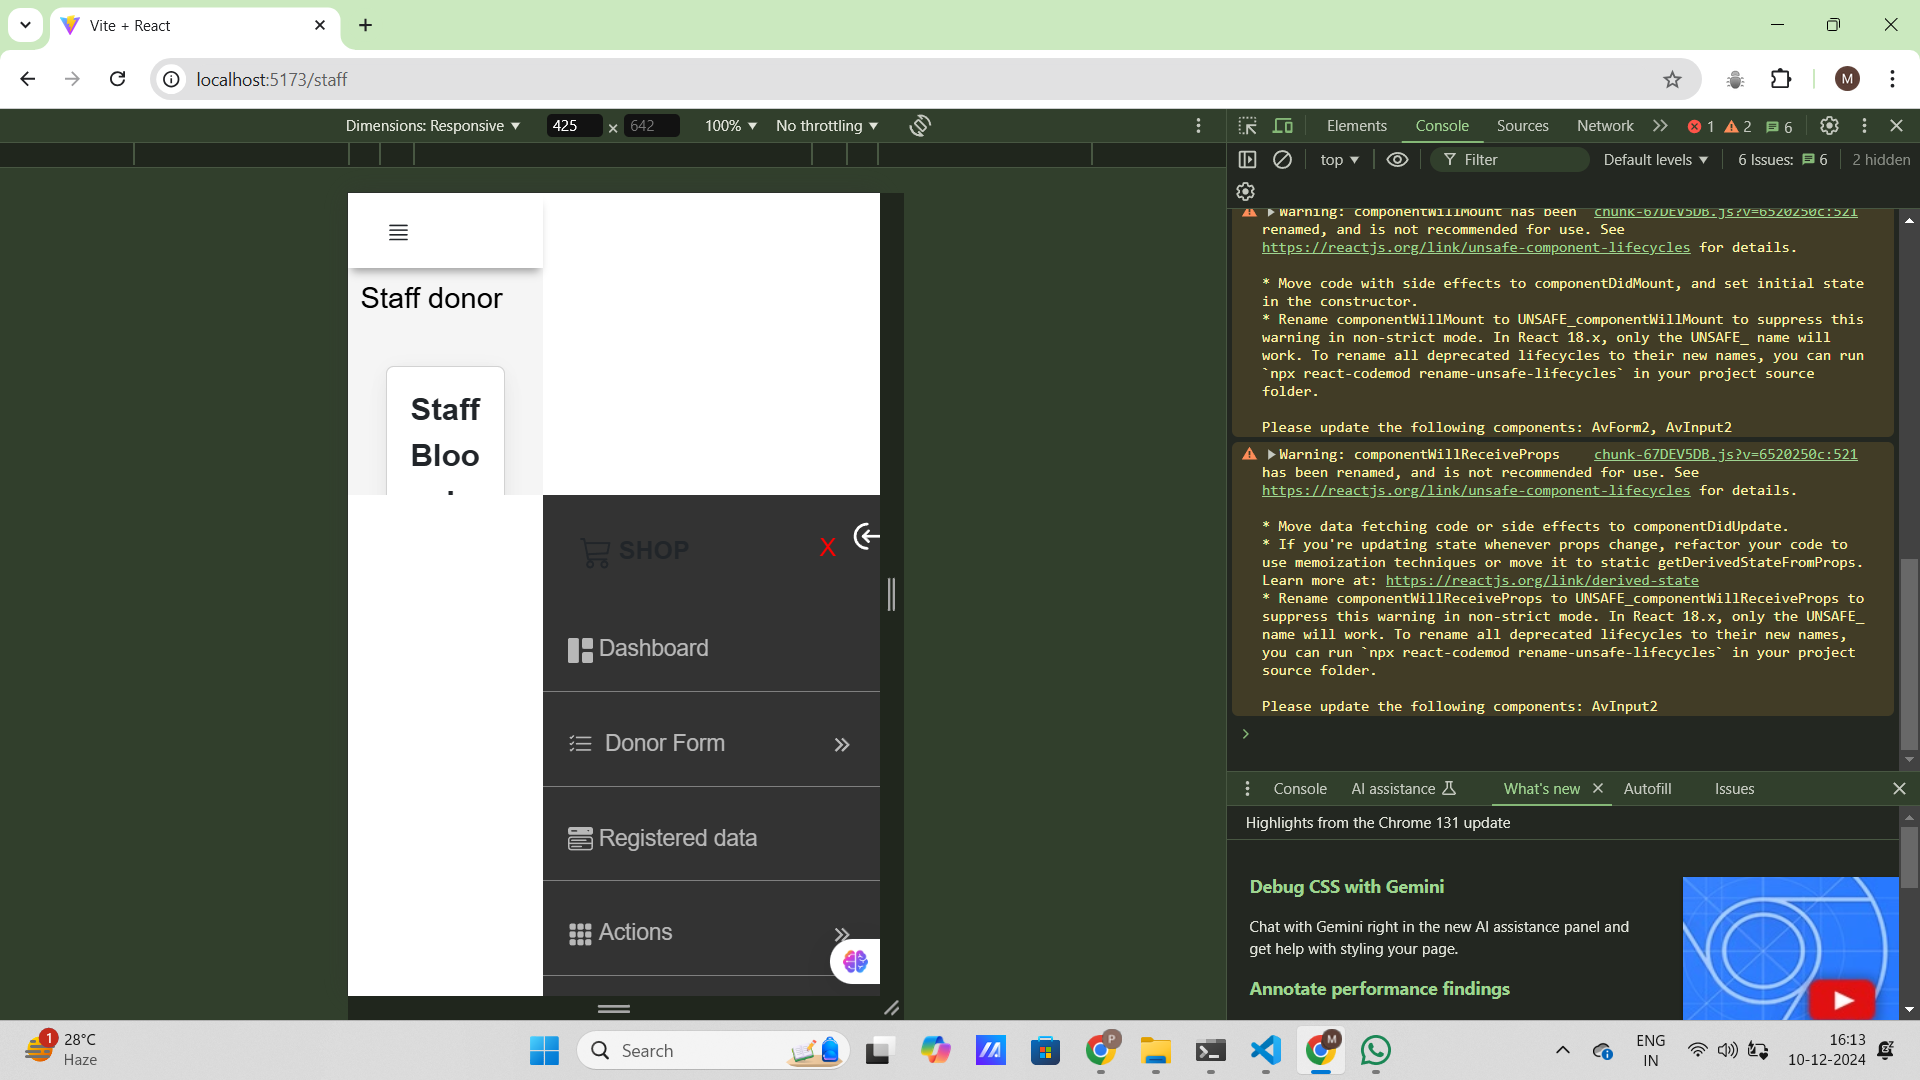 Vite + React
localhost:5173/staff
M
Dimensions: Responsive
425
×
642
100%
No throttling
Elements
Console
Sources
Network
1
2
6
top
Filter
Default levels
6 Issues:
6
2 hidden
Staff donor
Staff
Bloo
SHOP
X
Dashboard
Donor Form
Registered data
Actions
Warning: componentWillMount has been chunk-67DEV5DB.js?v=6520250c:521
renamed, and is not recommended for use. See
https://reactjs.org/link/unsafe-component-lifecycles for details.
* Move code with side effects to componentDidMount, and set initial state
in the constructor.
* Rename componentWillMount to UNSAFE_componentWillMount to suppress this
warning in non-strict mode. In React 18.x, only the UNSAFE_ name will
work. To rename all deprecated lifecycles to their new names, you can run
`npx react-codemod rename-unsafe-lifecycles` in your project source
folder.
Please update the following components: AvForm2, AvInput2
Warning: componentWillReceiveProps chunk-67DEV5DB.js?v=6520250c:521
has been renamed, and is not recommended for use. See
https://reactjs.org/link/unsafe-component-lifecycles for details.
* Move data fetching code or side effects to componentDidUpdate.
* If you're updating state whenever props change, refactor your code to
use memoization techniques or move it to static getDerivedStateFromProps.
Learn more at: https://reactjs.org/link/derived-state
* Rename componentWillReceiveProps to UNSAFE_componentWillReceiveProps to
suppress this warning in non-strict mode. In React 18.x, only the UNSAFE_
name will work. To rename all deprecated lifecycles to their new names,
you can run `npx react-codemod rename-unsafe-lifecycles` in your project
source folder.
Please update the following components: AvInput2
Console
AI assistance
What's new
Autofill
Issues
Highlights from the Chrome 131 update
Debug CSS with Gemini
Chat with Gemini right in the new AI assistance panel and
get help with styling your page.
Annotate performance findings
1
28°C
Haze
Search
P
M
ENG
IN
16:13
10-12-2024